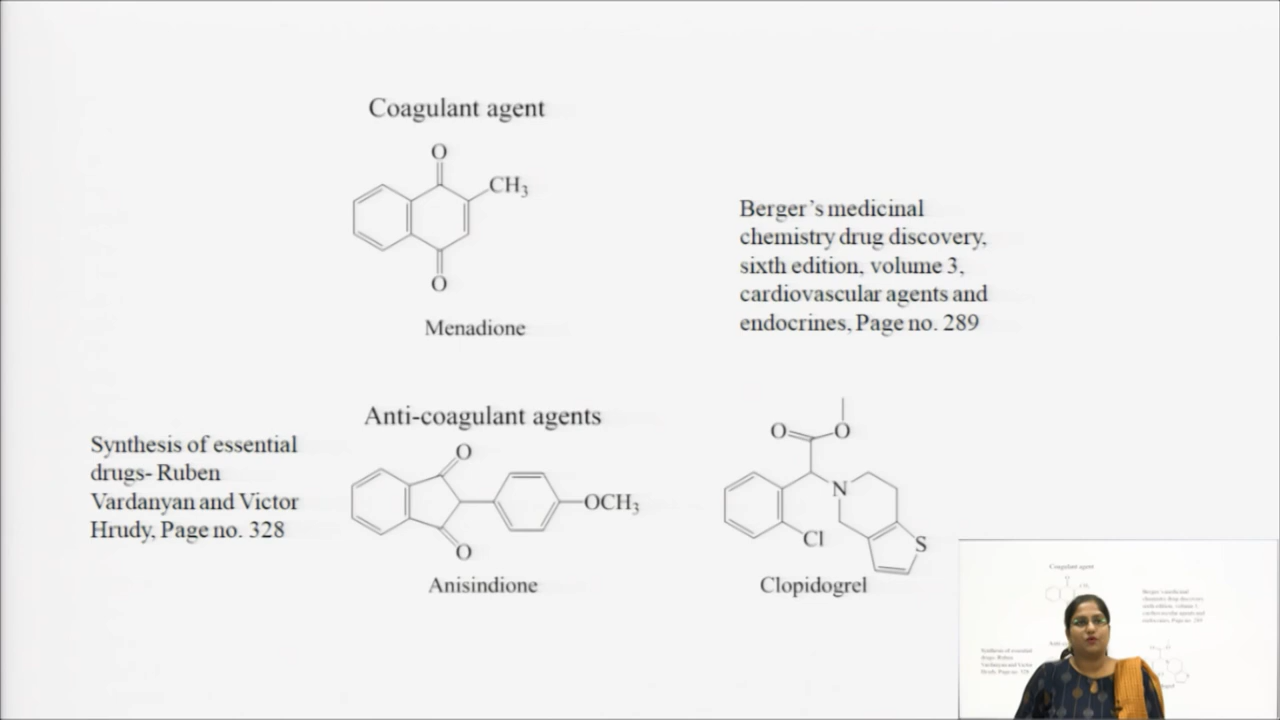 Coagulant agent
O
CH3
O
Menadione
Berger's medicinal
chemistry drug discovery,
sixth edition, volume 3,
cardiovascular agents and
endocrines, Page no. 289
Synthesis of essential
drugs- Ruben
Vardanyan and Victor
Hrudy, Page no. 328
Anti-coagulant agents
O
OCH3
O
Anisindione
O
O
N
Cl
S
Clopidogrel
Coagulant agent